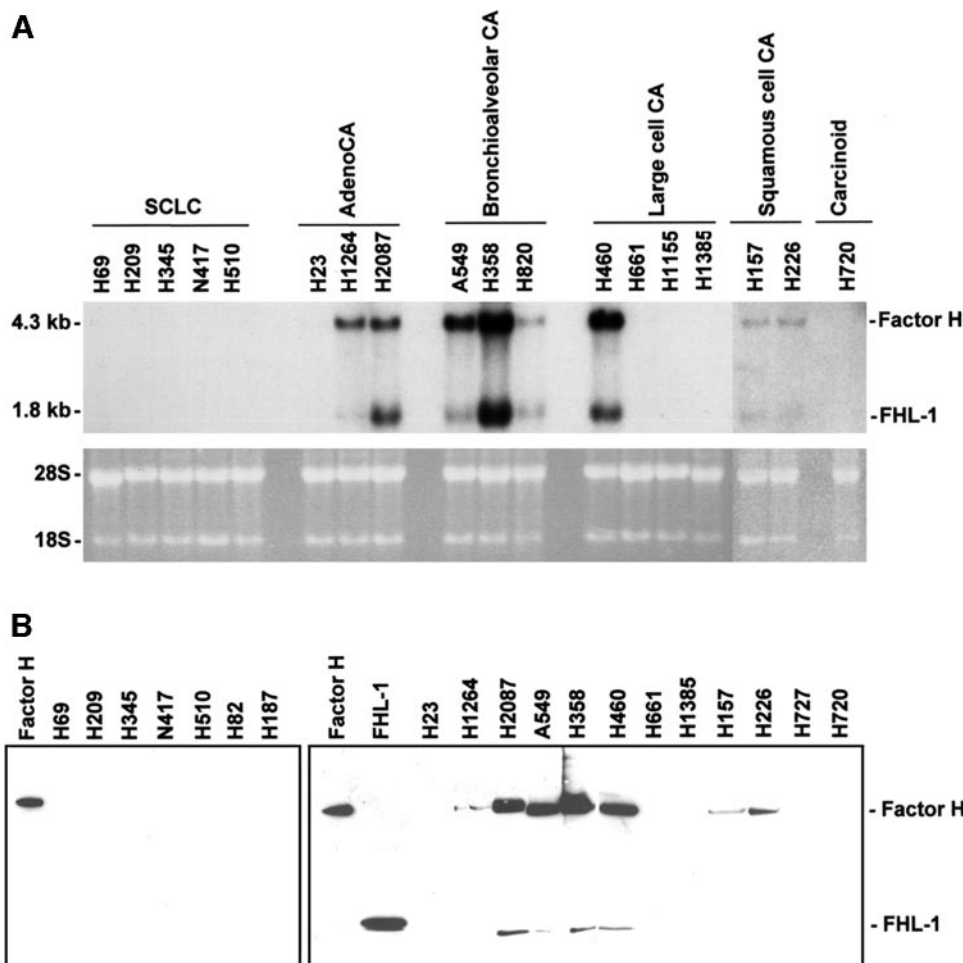 A
SCLC
AdenoCA
Bronchioalveolar CA
Large cell CA
Squamous cell CA
Carcinoid
H69
H209
H345
N417
H510
H23
H1264
H2087
A549
H358
H820
H460
H661
H1155
H1385
H157
H226
H720
4.3 kb-
-Factor H
1.8 kb-
-FHL-1
28S-
18S-
B
Factor H
H69
H209
H345
N417
H510
H82
H187
Factor H
FHL-1
H23
H1264
H2087
A549
H358
H460
H661
H1385
H157
H226
H727
H720
- Factor H
- FHL-1